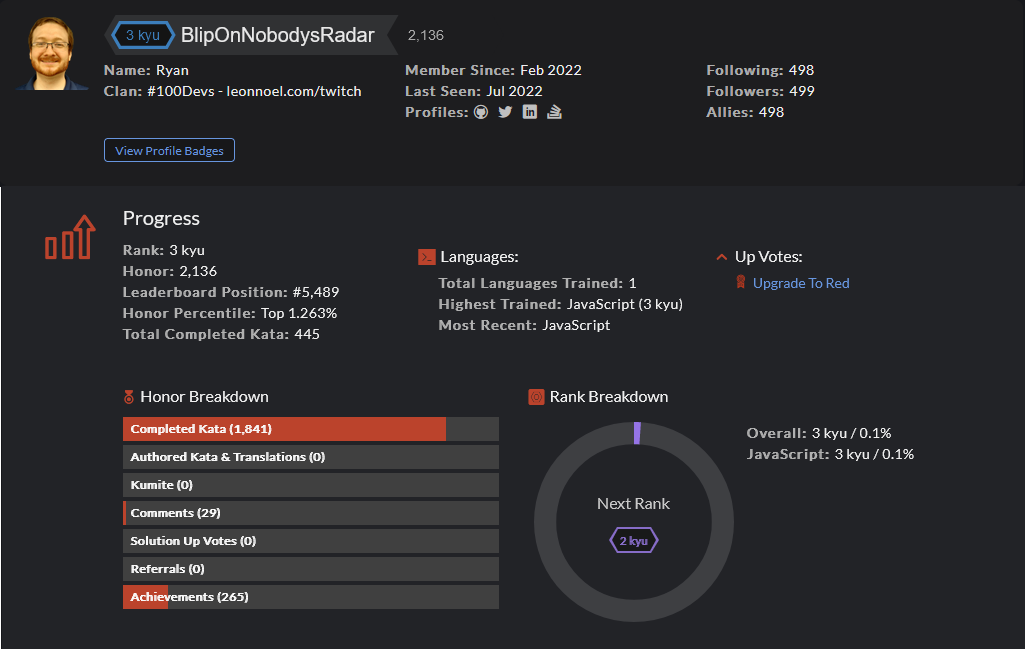 3 kyu BlipOnNobodysRadar 2,136
Name: Ryan
Clan: #100Devs - leonnoel.com/twitch
Member Since: Feb 2022
Last Seen: Jul 2022
Profiles:
Following: 498
Followers: 499
Allies: 498
View Profile Badges
Progress
Rank: 3 kyu
Honor: 2,136
Leaderboard Position: #5,489
Honor Percentile: Top 1.263%
Total Completed Kata: 445
Languages:
Total Languages Trained: 1
Highest Trained: JavaScript (3 kyu)
Most Recent: JavaScript
Up Votes:
Upgrade To Red
Honor Breakdown
Completed Kata (1,841)
Authored Kata & Translations (0)
Kumite (0)
Comments (29)
Solution Up Votes (0)
Referrals (0)
Achievements (265)
Rank Breakdown
Next Rank
2 kyu
Overall: 3 kyu / 0.1%
JavaScript: 3 kyu / 0.1%